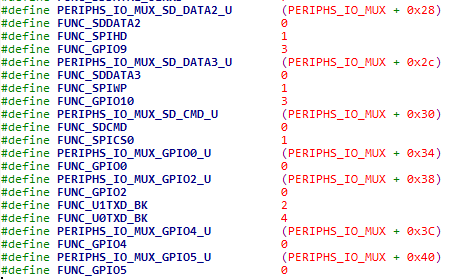 #define PERIPHS_IO_MUX_SD_DATA2_U (PERIPHS_IO_MUX + 0x28)
#define FUNC_SDDATA2 0
#define FUNC_SPIHD 1
#define FUNC_GPIO9 3
#define PERIPHS_IO_MUX_SD_DATA3_U (PERIPHS_IO_MUX + 0x2c)
#define FUNC_SDDATA3 0
#define FUNC_SPIWP 1
#define FUNC_GPIO10 3
#define PERIPHS_IO_MUX_SD_CMD_U (PERIPHS_IO_MUX + 0x30)
#define FUNC_SDCMD 0
#define FUNC_SPICS0 1
#define PERIPHS_IO_MUX_GPIO0_U (PERIPHS_IO_MUX + 0x34)
#define FUNC_GPIO0 0
#define PERIPHS_IO_MUX_GPIO2_U (PERIPHS_IO_MUX + 0x38)
#define FUNC_GPIO2 0
#define FUNC_U1TXD_BK 2
#define FUNC_U0TXD_BK 4
#define PERIPHS_IO_MUX_GPIO4_U (PERIPHS_IO_MUX + 0x3C)
#define FUNC_GPIO4 0
#define PERIPHS_IO_MUX_GPIO5_U (PERIPHS_IO_MUX + 0x40)
#define FUNC_GPIO5 0